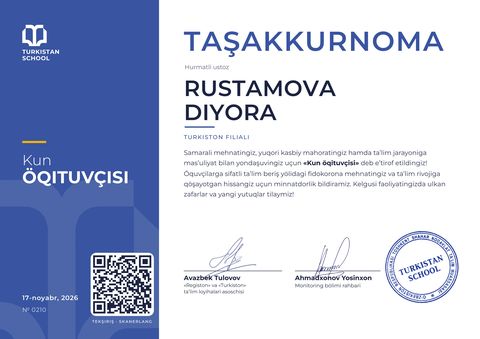 TURKISTAN
SCHOOL
TAŞAKKURNOMA
Hurmatli ustoz
RUSTAMOVA
DIYORA
TURKISTON FILIALI
Kun
ÖQITUVÇISI
Samarali mehnatingiz, yuqori kasbiy mahoratingiz hamda ta’lim jarayoniga
mas’uliyat bilan yondaşuvingiz uçun «Kun öqituvçisi» deb e’tirof etildingiz!
Öquvçilarga sifatli ta’lim beriş yölidagi fidokorona mehnatingiz va ta’lim rivojiga
qöşayotgan hissangiz uçun minnatdorlik bildiramiz. Kelgusi faoliyatingizda ulkan
zafarlar va yangi yutuqlar tilaymiz!
Avazbek Tulovov
«Registon» va «Turkiston»
ta’lim loyihalari asosçhisi
Ahmadxonov Yosinxon
Monitoring bölimi rahbari
TURKISTAN
SCHOOL
17-noyabr, 2026
№ 0210
TEKŞIRIŞ - SKANERLANG